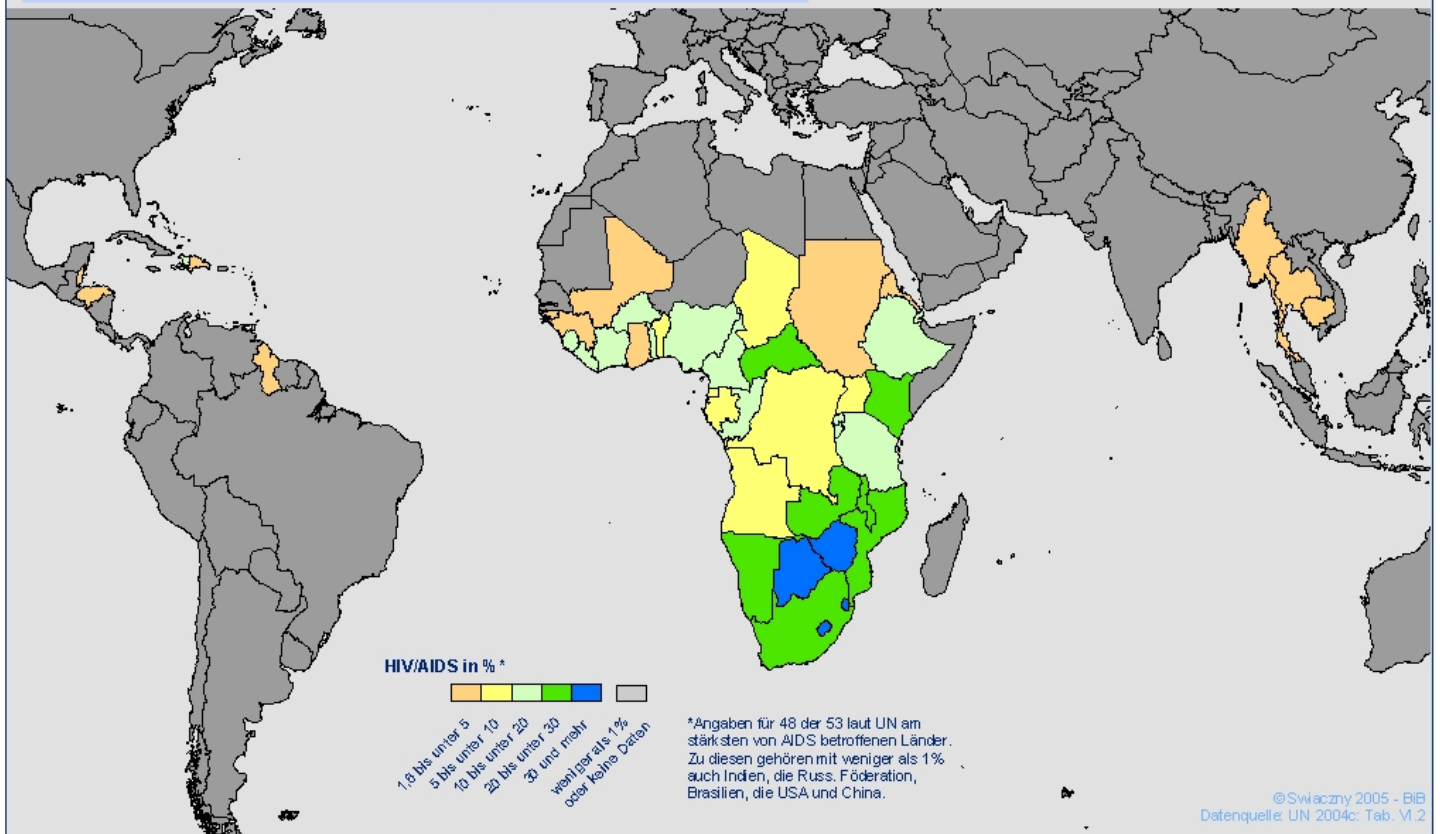 HIV/AIDS in % *
1,8 bis unter 5
5 bis unter 10
10 bis unter 20
20 bis unter 30
30 und mehr
weniger als 1%
oder keine Daten
*Angaben für 48 der 53 laut UN am
stärksten von AIDS betroffenen Länder.
Zu diesen gehören mit weniger als 1%
auch Indien, die Russ. Föderation,
Brasilien, die USA und China.
©Swiaczny 2005 - BiB
Datenquelle: UN 2004c: Tab. VI.2